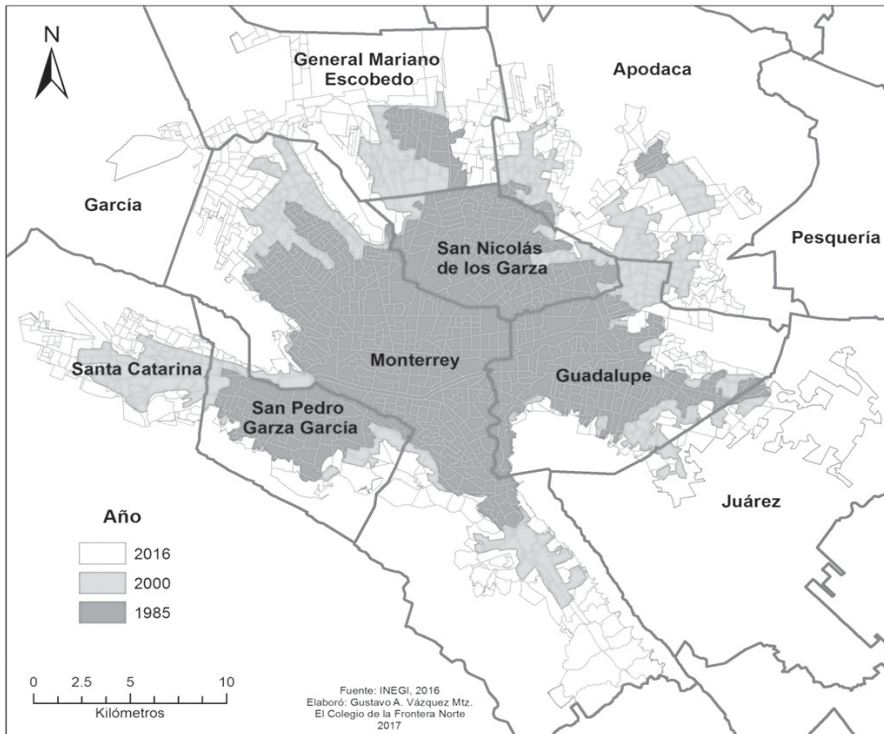 N
General Mariano
Escobedo
Apodaca
García
Pesquería
San Nicolás
de los Garza
Monterrey
Santa Catarina
Guadalupe
San Pedro
Garza García
Juárez
Año
2016
2000
1985
0 2.5 5 10
Kilómetros
Fuente: INEGI, 2016
Elaboró: Gustavo A. Vázquez Mtz.
El Colegio de la Frontera Norte
2017